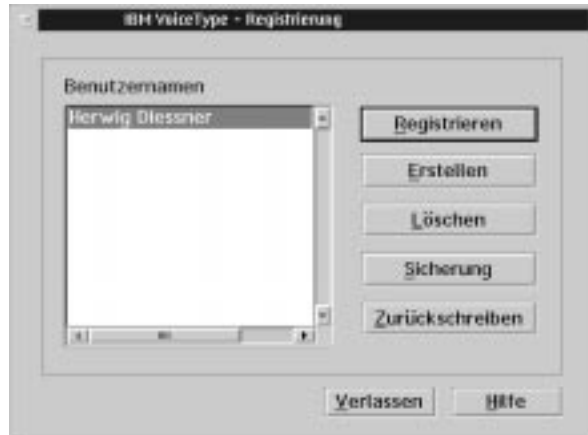 IBM VoiceType - Registrierung
Benutzernamen
Herwig Diessner
Registrieren
Erstellen
Löschen
Sicherung
Zurückschreiben
Verlassen
Hilfe